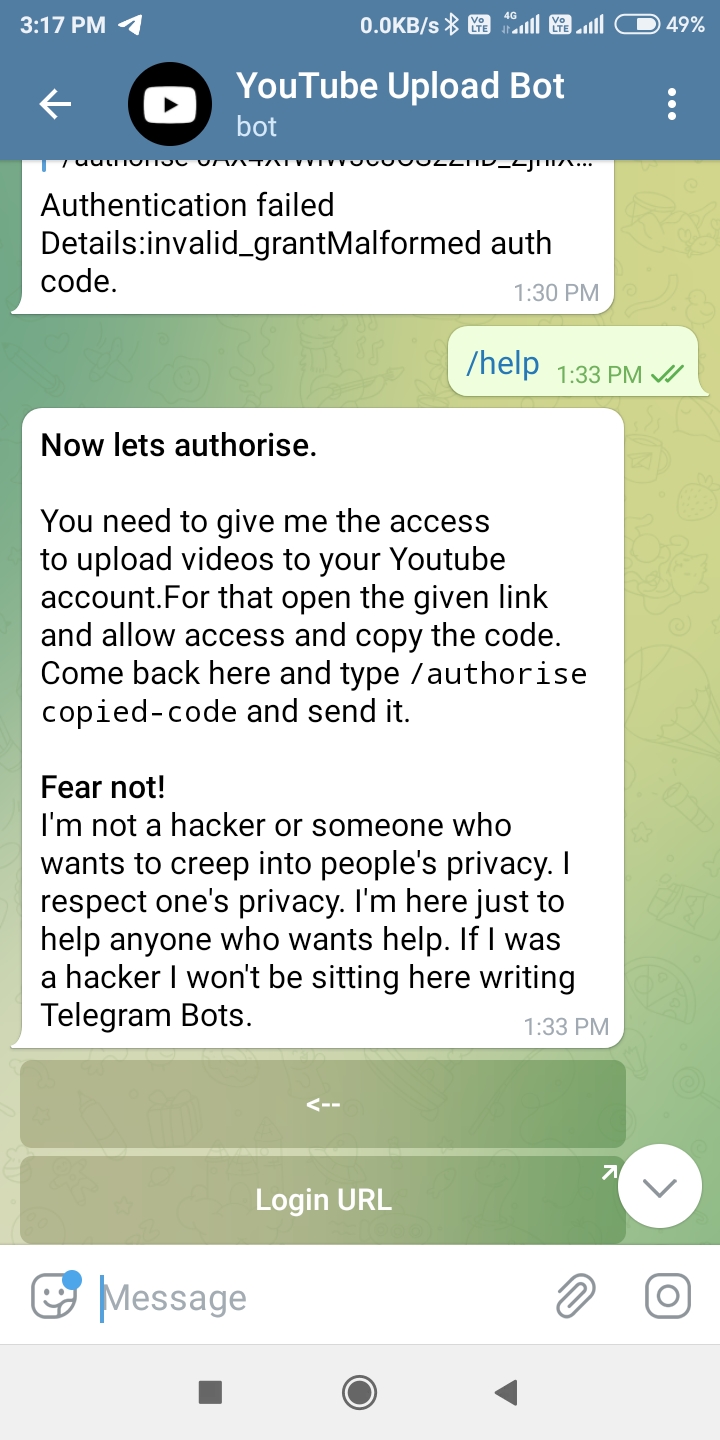 3:17 PM 0.0KB/s Vo LTE 4G Vo LTE 49%
YouTube Upload Bot
bot
/authorise
Authentication failed
Details:invalid_grantMalformed auth
code.
1:30 PM
/help 1:33 PM
Now lets authorise.
You need to give me the access
to upload videos to your Youtube
account.For that open the given link
and allow access and copy the code.
Come back here and type /authorise
copied-code and send it.
Fear not!
I'm not a hacker or someone who
wants to creep into people's privacy. I
respect one's privacy. I'm here just to
help anyone who wants help. If I was
a hacker I won't be sitting here writing
Telegram Bots.
1:33 PM
<--
Login URL
Message